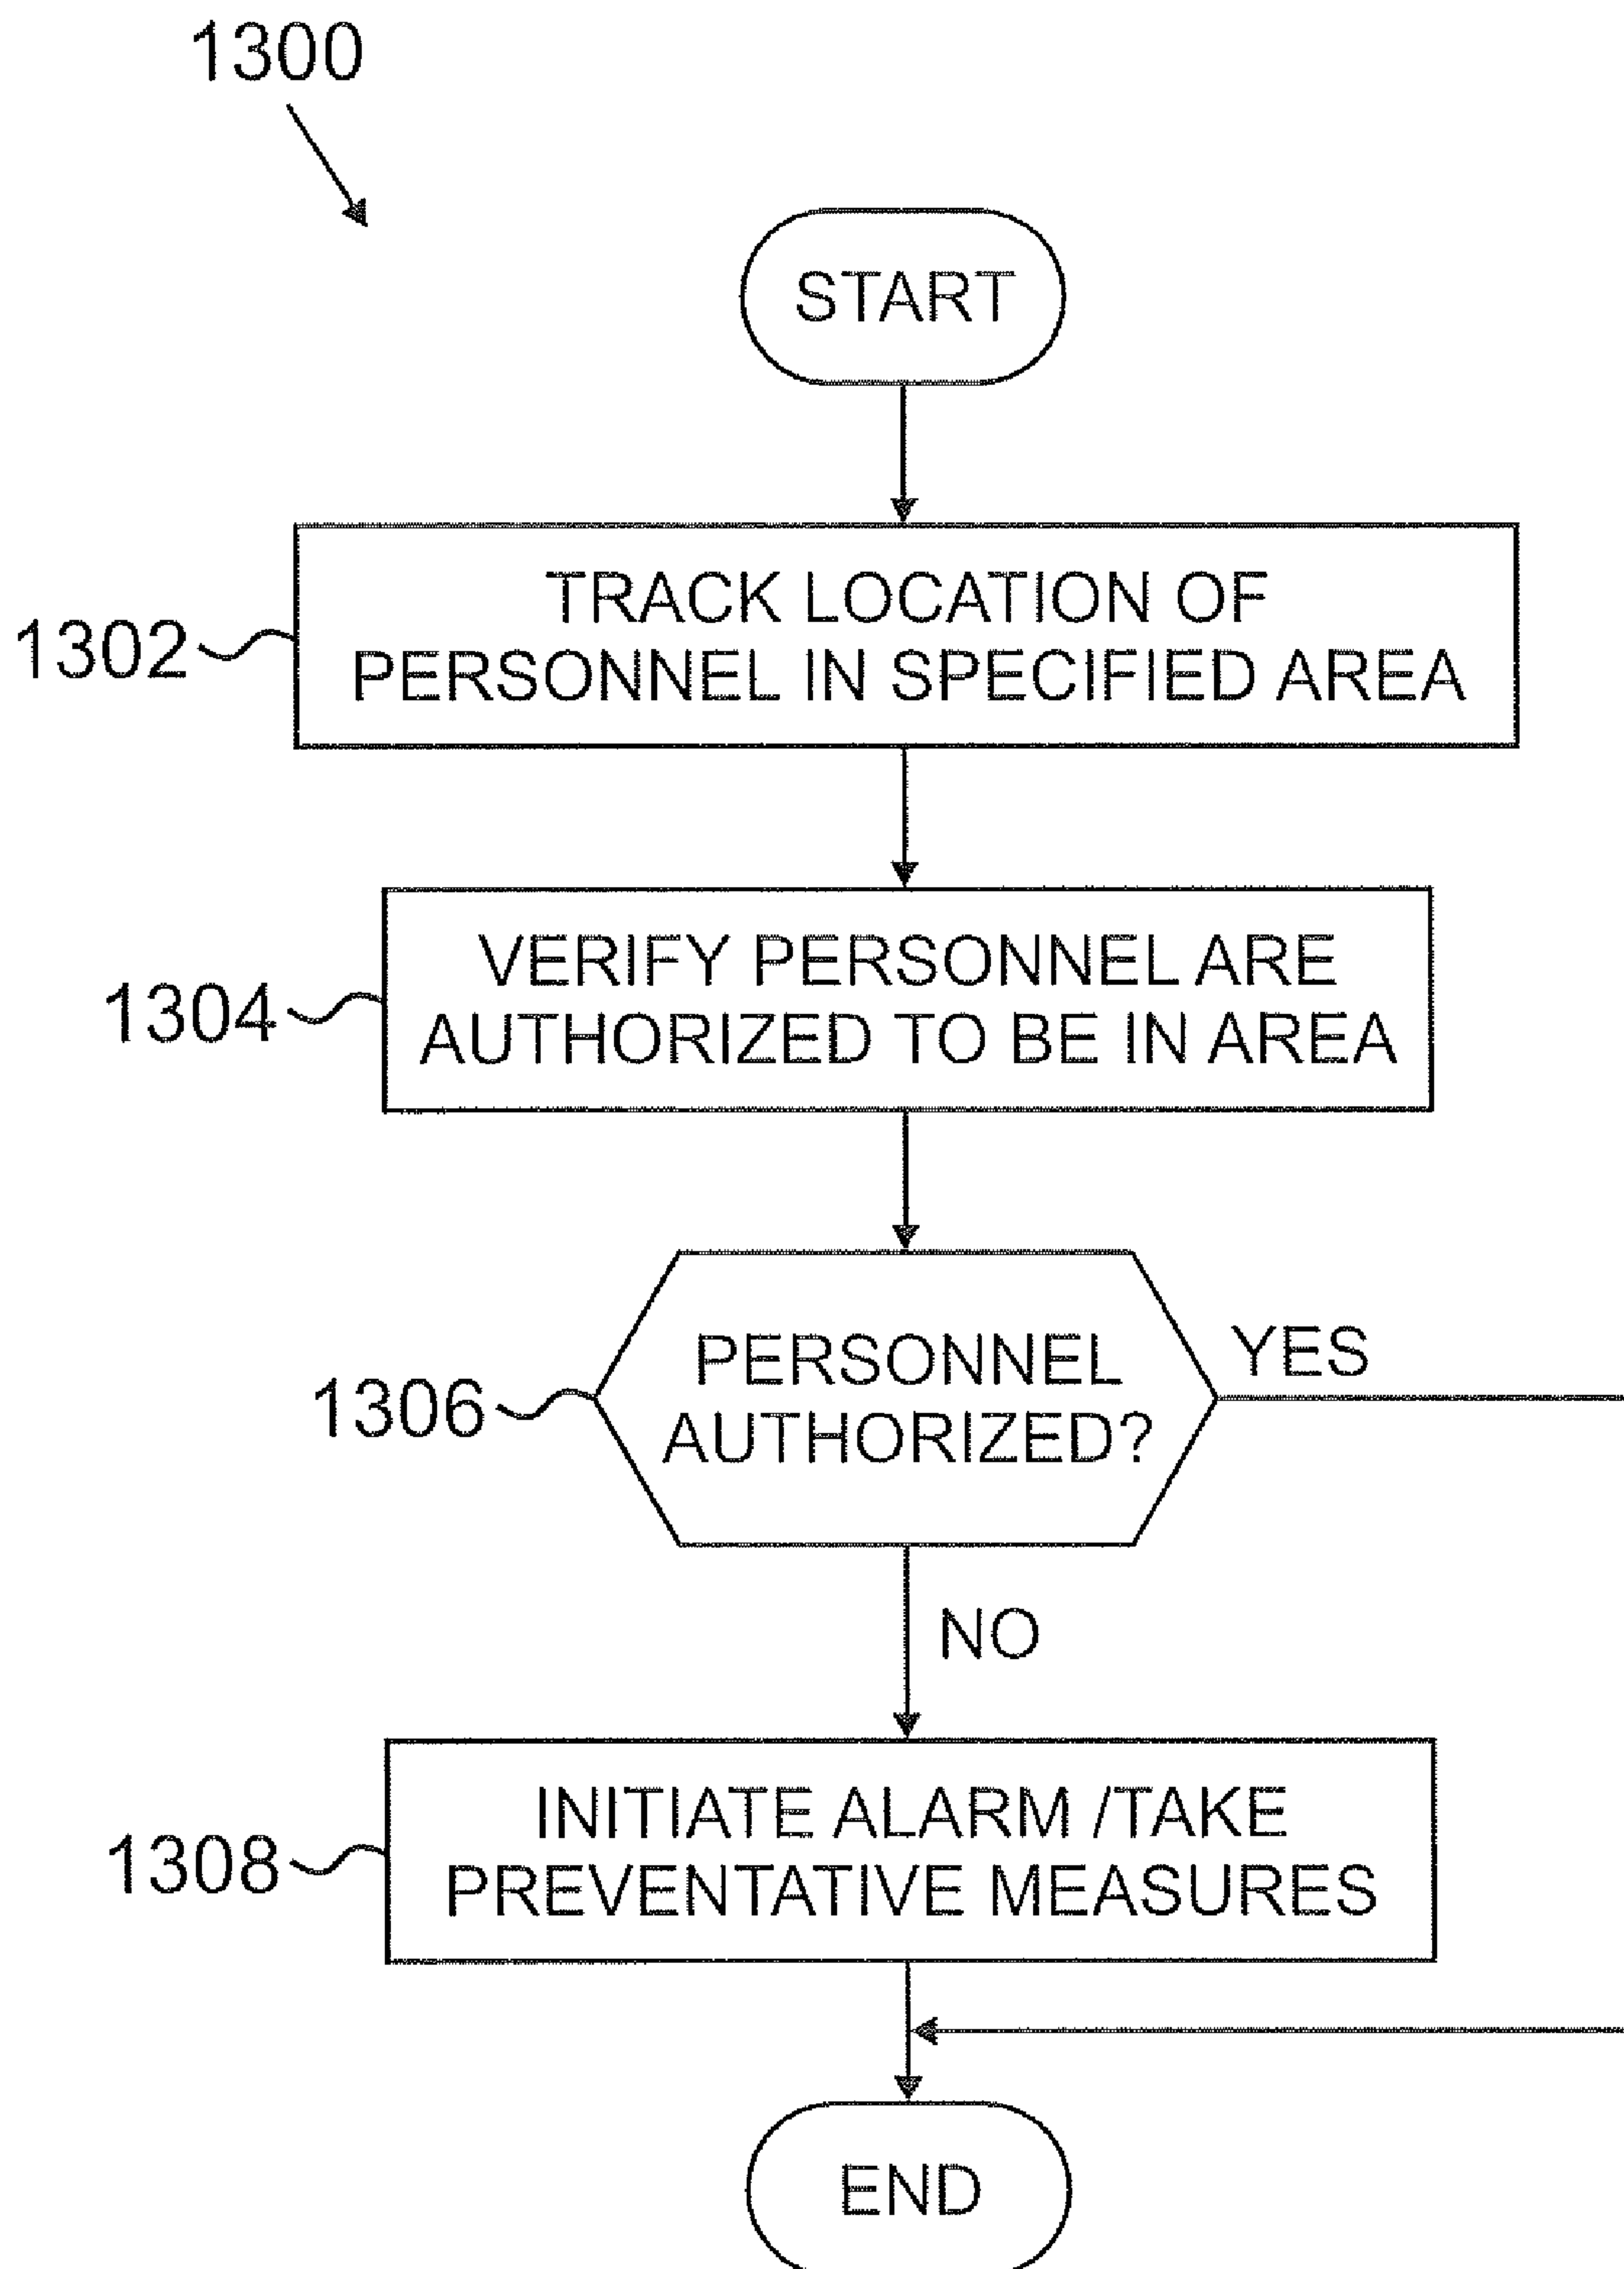 1300
START
TRACK LOCATION OF
PERSONNEL IN SPECIFIED AREA
1302
VERIFY PERSONNEL ARE
AUTHORIZED TO BE IN AREA
1304
PERSONNEL
AUTHORIZED?
YES
1306
NO
INITIATE ALARM /TAKE
PREVENTATIVE MEASURES
1308
END